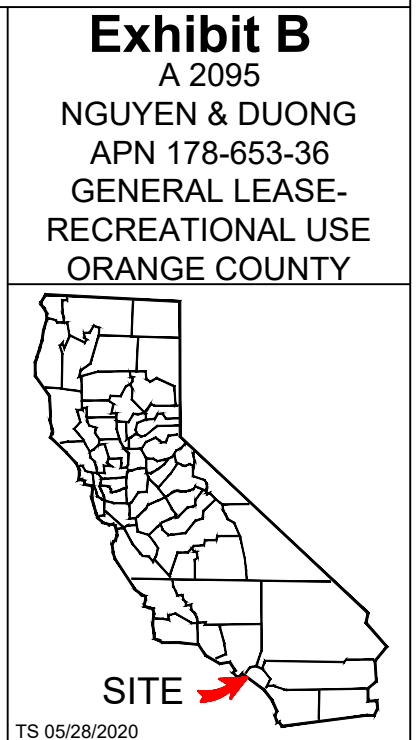 Exhibit B
A 2095
NGUYEN & DUONG
APN 178-653-36
GENERAL LEASE-
RECREATIONAL USE
ORANGE COUNTY
SITE
TS 05/28/2020